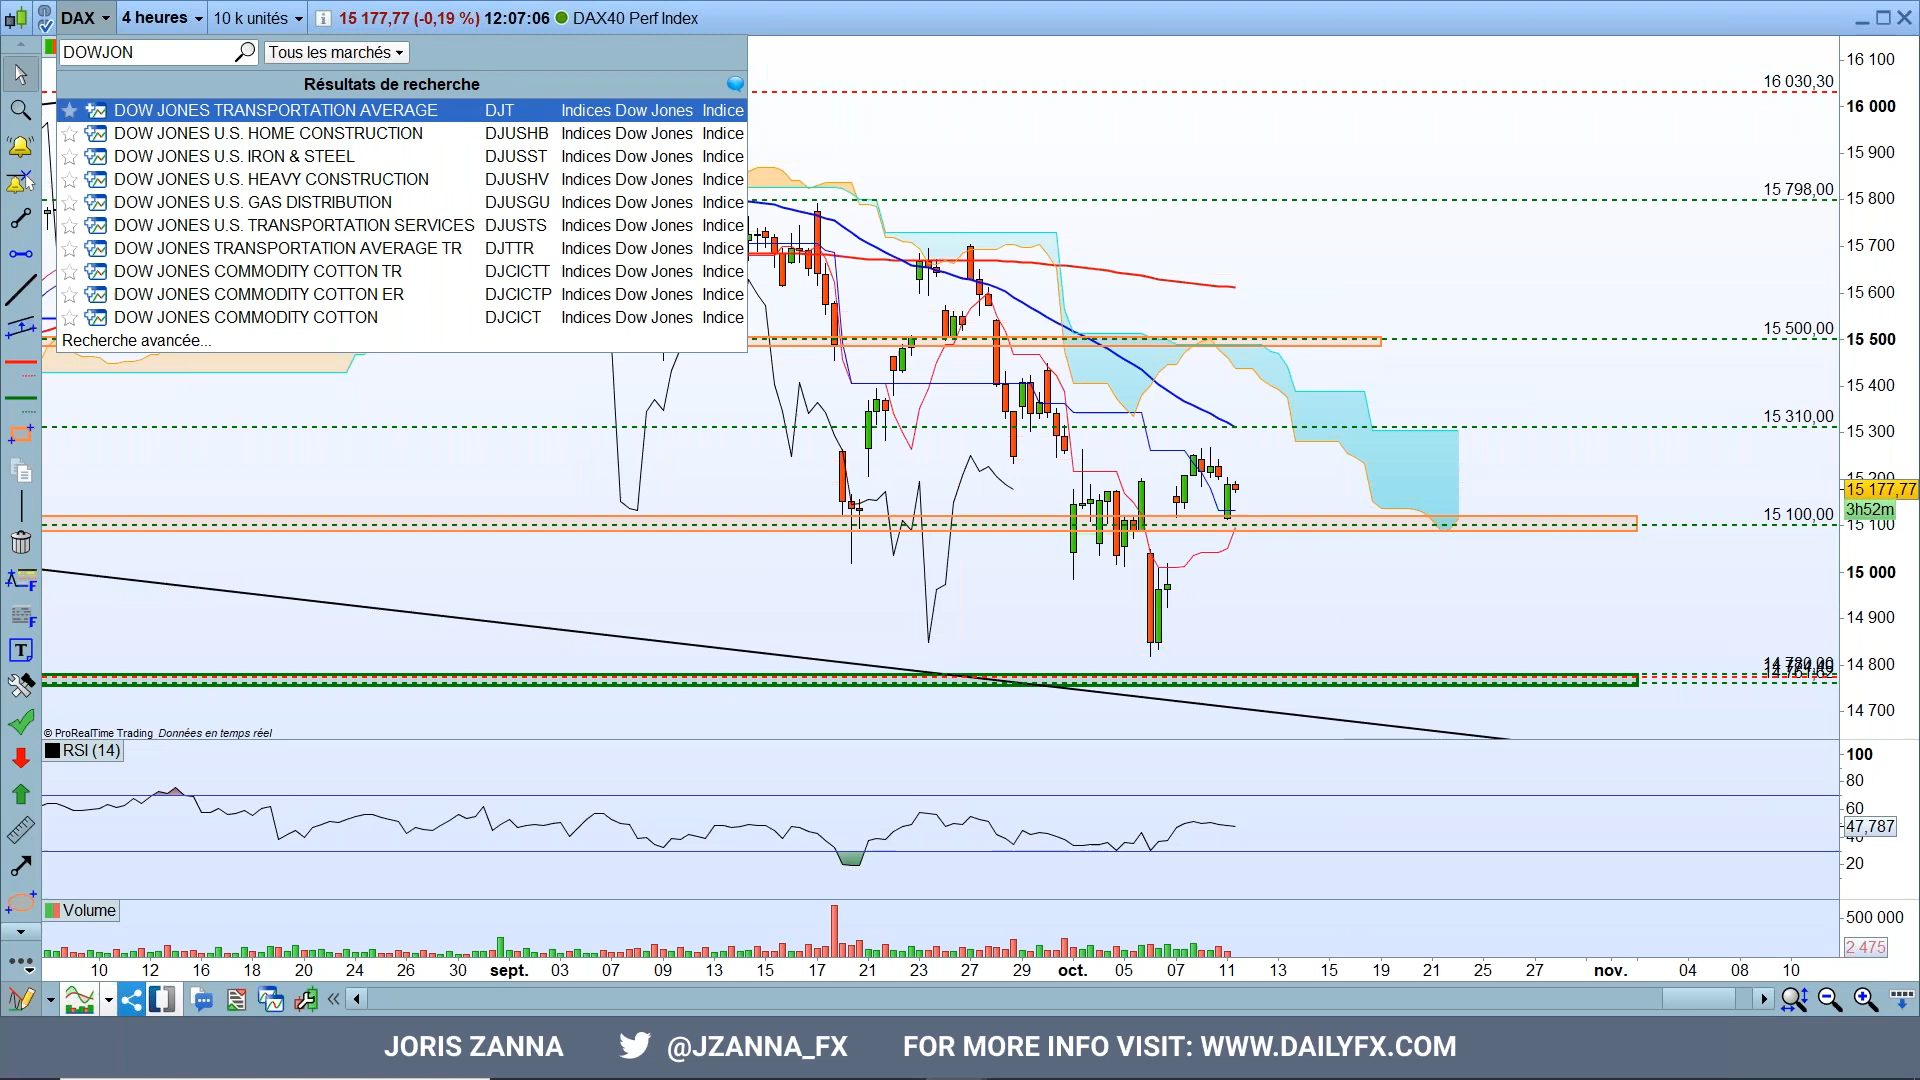 DAX 4 heures 10 k unités 15 177,77 (-0,19 %) 12:07:06 DAX40 Perf Index
DOWJON Tous les marchés
Résultats de recherche
DOW JONES TRANSPORTATION AVERAGE DJT Indices Dow Jones Indice
DOW JONES U.S. HOME CONSTRUCTION DJUSHB Indices Dow Jones Indice
DOW JONES U.S. IRON & STEEL DJUSST Indices Dow Jones Indice
DOW JONES U.S. HEAVY CONSTRUCTION DJUSHV Indices Dow Jones Indice
DOW JONES U.S. GAS DISTRIBUTION DJUSGU Indices Dow Jones Indice
DOW JONES U.S. TRANSPORTATION SERVICES DJUSTS Indices Dow Jones Indice
DOW JONES TRANSPORTATION AVERAGE TR DJTTR Indices Dow Jones Indice
DOW JONES COMMODITY COTTON TR DJCICTT Indices Dow Jones Indice
DOW JONES COMMODITY COTTON ER DJCICTP Indices Dow Jones Indice
DOW JONES COMMODITY COTTON DJCICT Indices Dow Jones Indice
Recherche avancée...
16 100
16 030,30
16 000
15 900
15 798,00
15 800
15 700
15 600
15 500,00
15 500
15 400
15 310,00
15 300
15 200
15 177,77
3h52m
15 100,00
15 100
15 000
14 900
14 780,00
14 800
14 700
© ProRealTime Trading Données en temps réel
RSI (14)
100
80
60
47,787
40
20
Volume
500 000
2 475
10 12 16 18 20 24 26 30 sept. 03 07 09 13 15 17 21 23 27 29 oct. 05 07 11 13 15 19 21 25 27 nov. 04 08 10
JORIS ZANNA @JZANNA_FX FOR MORE INFO VISIT: WWW.DAILYFX.COM